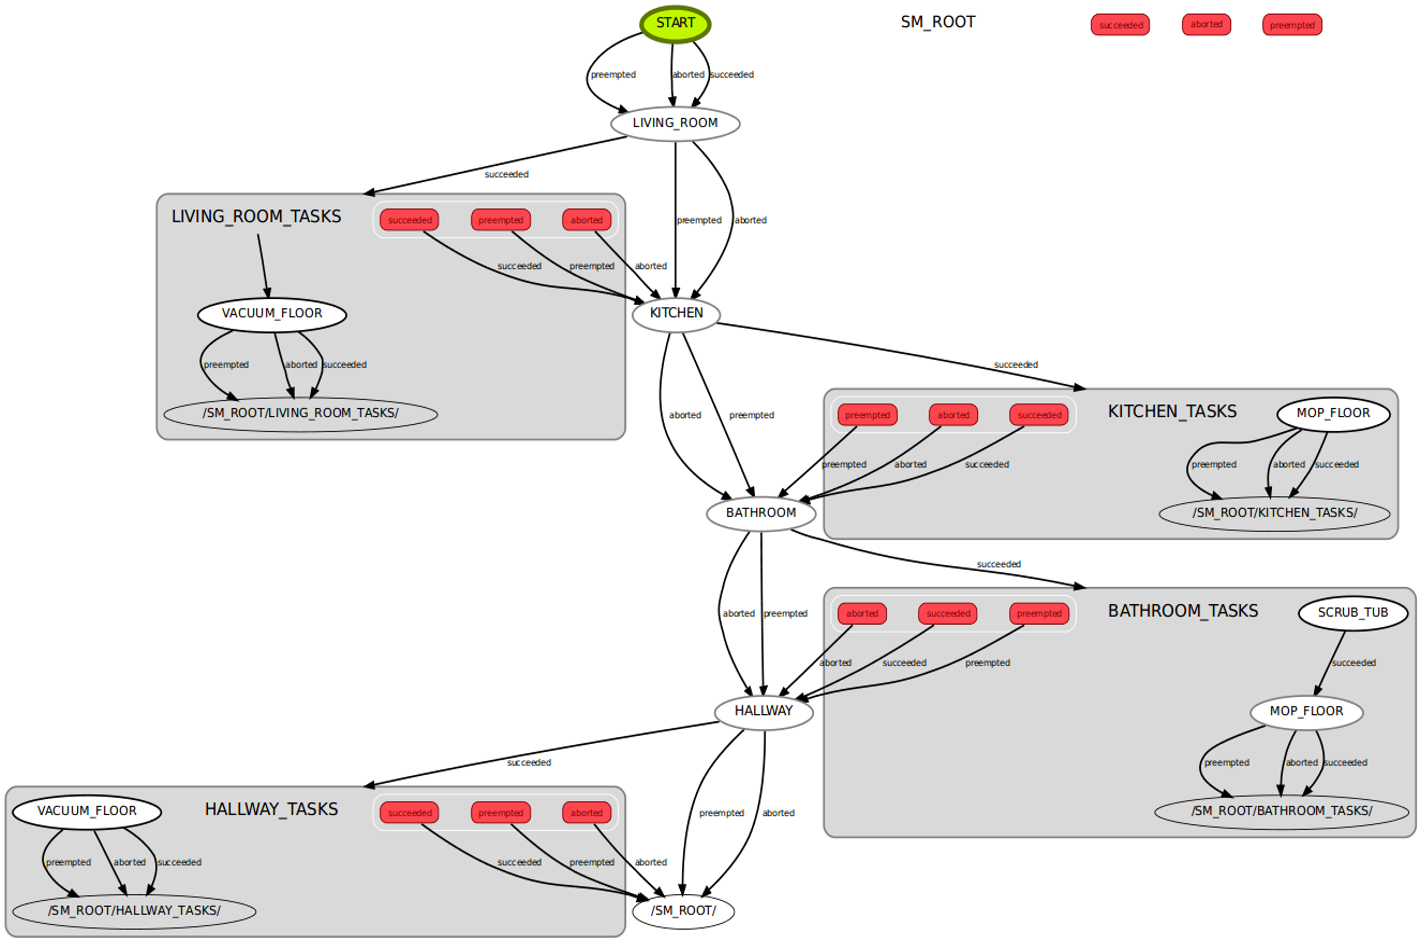 START
SM_ROOT
succeeded
aborted
preempted
preempted
aborted
succeeded
LIVING_ROOM
succeeded
preempted
aborted
LIVING_ROOM_TASKS
succeeded
preempted
aborted
succeeded
preempted
aborted
VACUUM_FLOOR
KITCHEN
preempted
aborted
succeeded
succeeded
/SM_ROOT/LIVING_ROOM_TASKS/
aborted
preempted
preempted
aborted
succeeded
KITCHEN_TASKS
MOP_FLOOR
preempted
aborted
succeeded
preempted
aborted
succeeded
BATHROOM
/SM_ROOT/KITCHEN_TASKS/
succeeded
aborted
preempted
aborted
succeeded
preempted
BATHROOM_TASKS
SCRUB_TUB
aborted
succeeded
preempted
succeeded
HALLWAY
MOP_FLOOR
succeeded
preempted
aborted
succeeded
VACUUM_FLOOR
HALLWAY_TASKS
succeeded
preempted
aborted
preempted
aborted
/SM_ROOT/BATHROOM_TASKS/
preempted
aborted
succeeded
succeeded
preempted
aborted
/SM_ROOT/HALLWAY_TASKS/
/SM_ROOT/